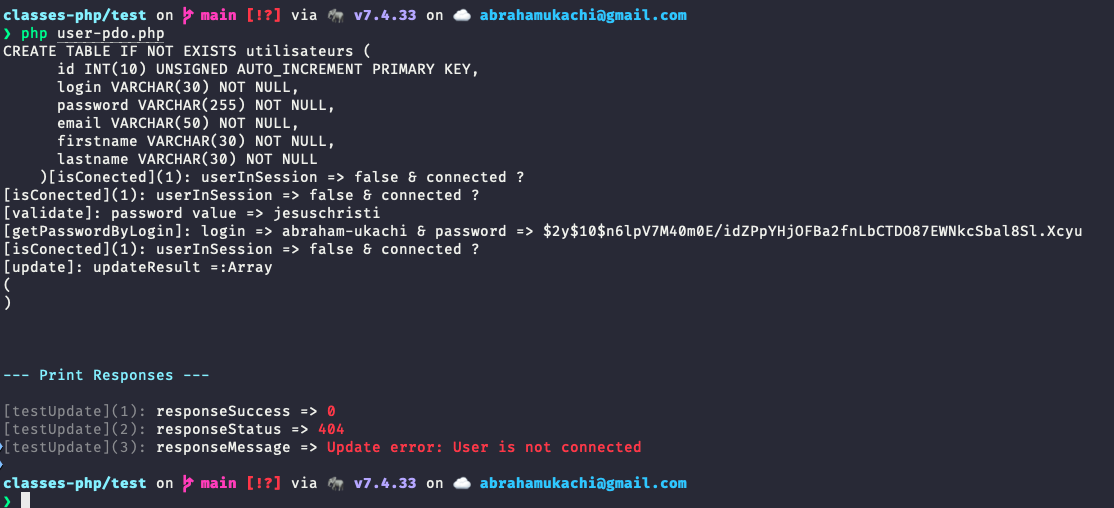 classes-php/test on main [!?] via 🐘 v7.4.33 on ☁️ abrahamukachi@gmail.com
❯ php user-pdo.php
CREATE TABLE IF NOT EXISTS utilisateurs (
      id INT(10) UNSIGNED AUTO_INCREMENT PRIMARY KEY,
      login VARCHAR(30) NOT NULL,
      password VARCHAR(255) NOT NULL,
      email VARCHAR(50) NOT NULL,
      firstname VARCHAR(30) NOT NULL,
      lastname VARCHAR(30) NOT NULL
    )[isConected](1): userInSession => false & connected ?
[isConected](1): userInSession => false & connected ?
[validate]: password value => jesuschristi
[getPasswordByLogin]: login => abraham-ukachi & password => $2y$10$n6lpV7M40m0E/idZPpYHjOFBa2fnLbCTDO87EWNkcSbal8Sl.Xcyu
[isConected](1): userInSession => false & connected ?
[update]: updateResult =:Array
(
)
--- Print Responses ---
[testUpdate](1): responseSuccess => 0
[testUpdate](2): responseStatus => 404
[testUpdate](3): responseMessage => Update error: User is not connected
classes-php/test on main [!?] via 🐘 v7.4.33 on ☁️ abrahamukachi@gmail.com
❯